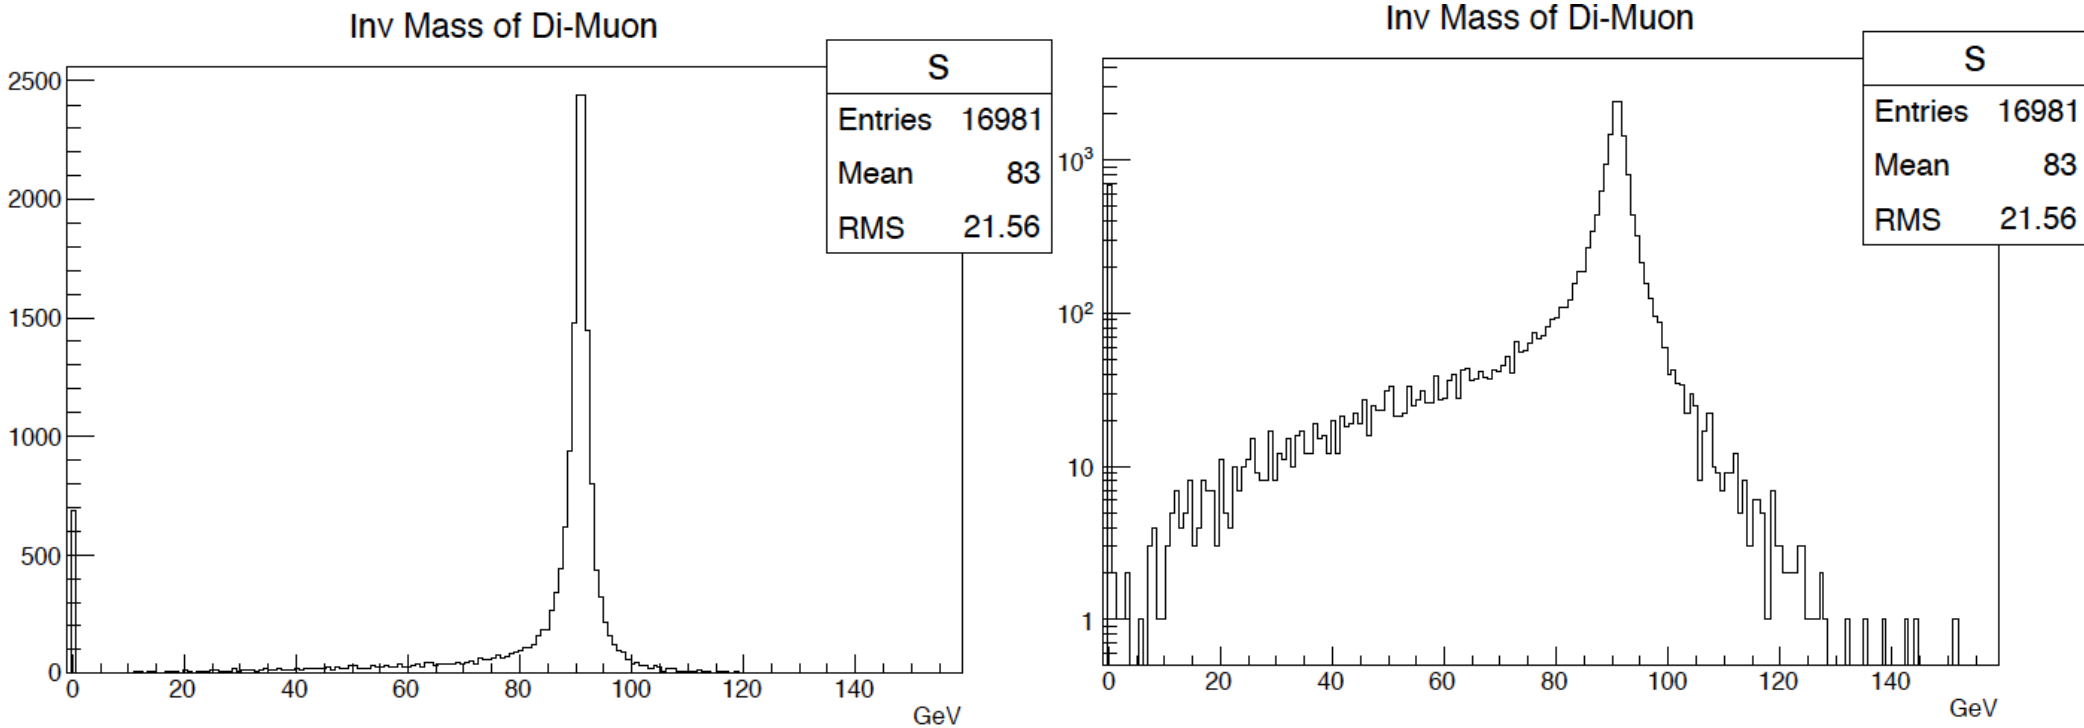 Inv Mass of Di-Muon
S
Entries 16981
Mean 83
RMS 21.56
2500
2000
1500
1000
500
0
0 20 40 60 80 100 120 140
GeV
Inv Mass of Di-Muon
S
Entries 16981
Mean 83
RMS 21.56
10³
10²
10
1
0 20 40 60 80 100 120 140
GeV